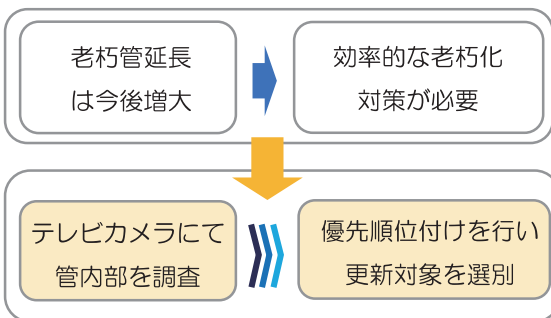 老朽管延長
は今後増大
効率的な老朽化
対策が必要
テレビカメラにて
管内部を調査
優先順位付けを行い
更新対象を選別